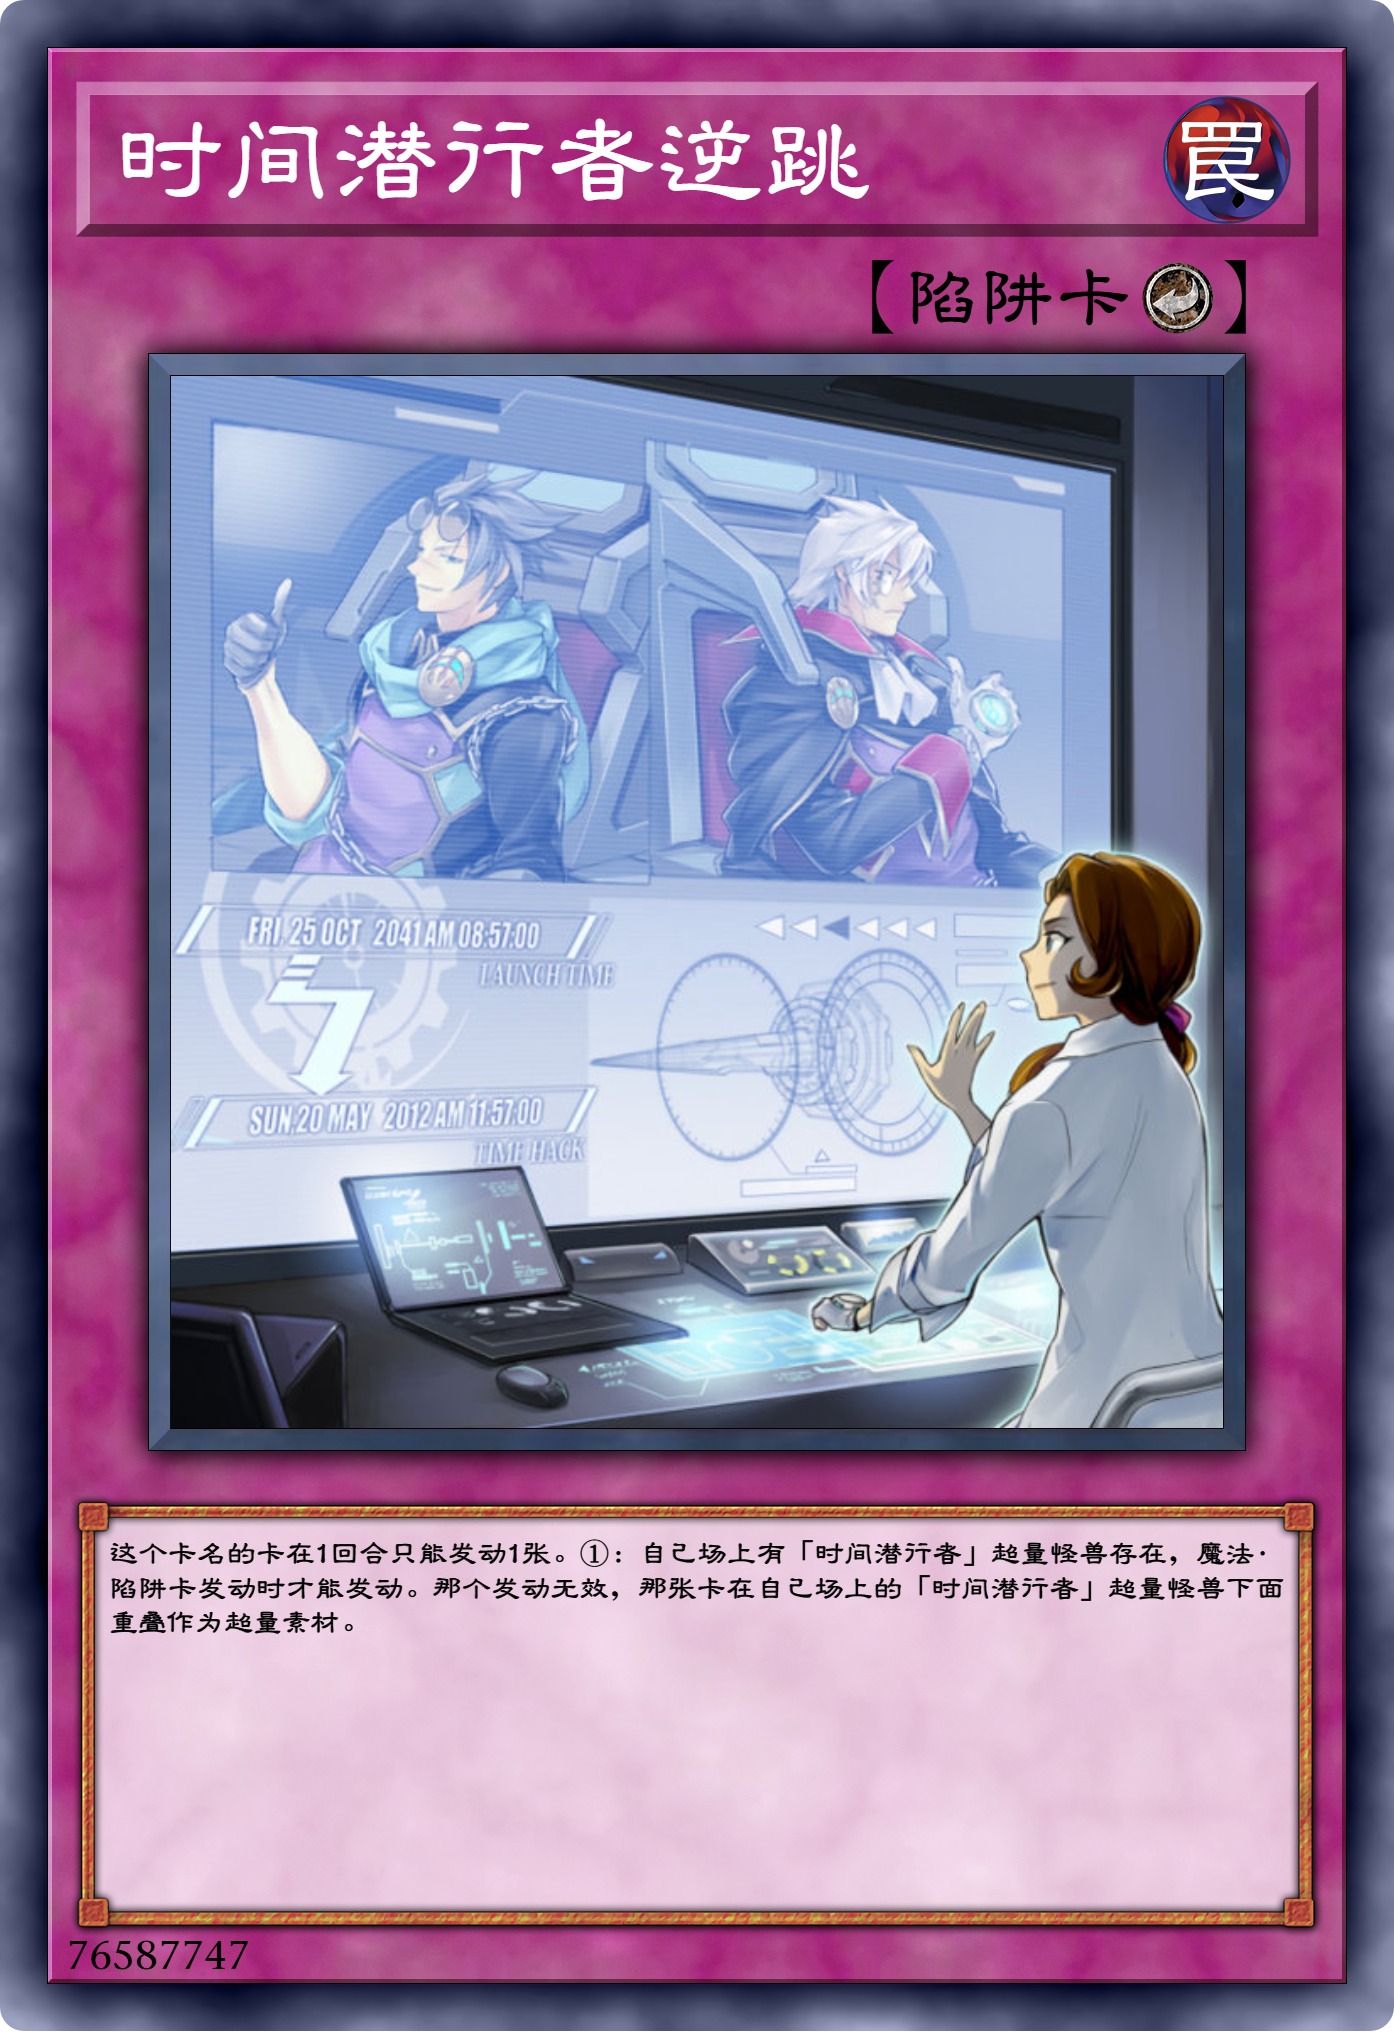 时间潜行者逆跳
罠
【陷阱卡】
FRI, 25 OCT 2041 AM 08:57:00
LAUNCH TIME
SUN,20 MAY 2012 AM 11:57:00
TIME HACK
这个卡名的卡在1回合只能发动1张。①：自己场上有「时间潜行者」超量怪兽存在，魔法·
陷阱卡发动时才能发动。那个发动无效，那张卡在自己场上的「时间潜行者」超量怪兽下面
重叠作为超量素材。
76587747